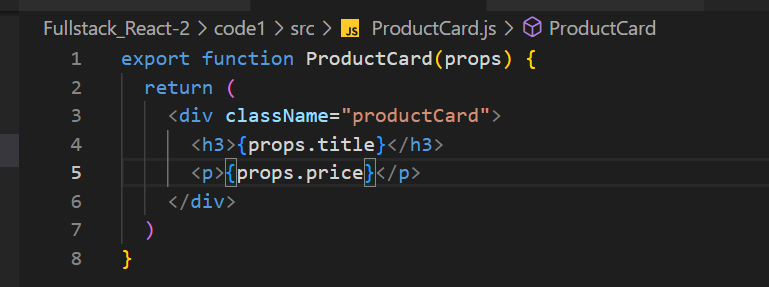 Fullstack_React-2 > code1 > src > JS ProductCard.js > ProductCard
1 export function ProductCard(props) {
2   return (
3     <div className="productCard">
4       <h3>{props.title}</h3>
5       <p>{props.price}</p>
6     </div>
7   )
8 }